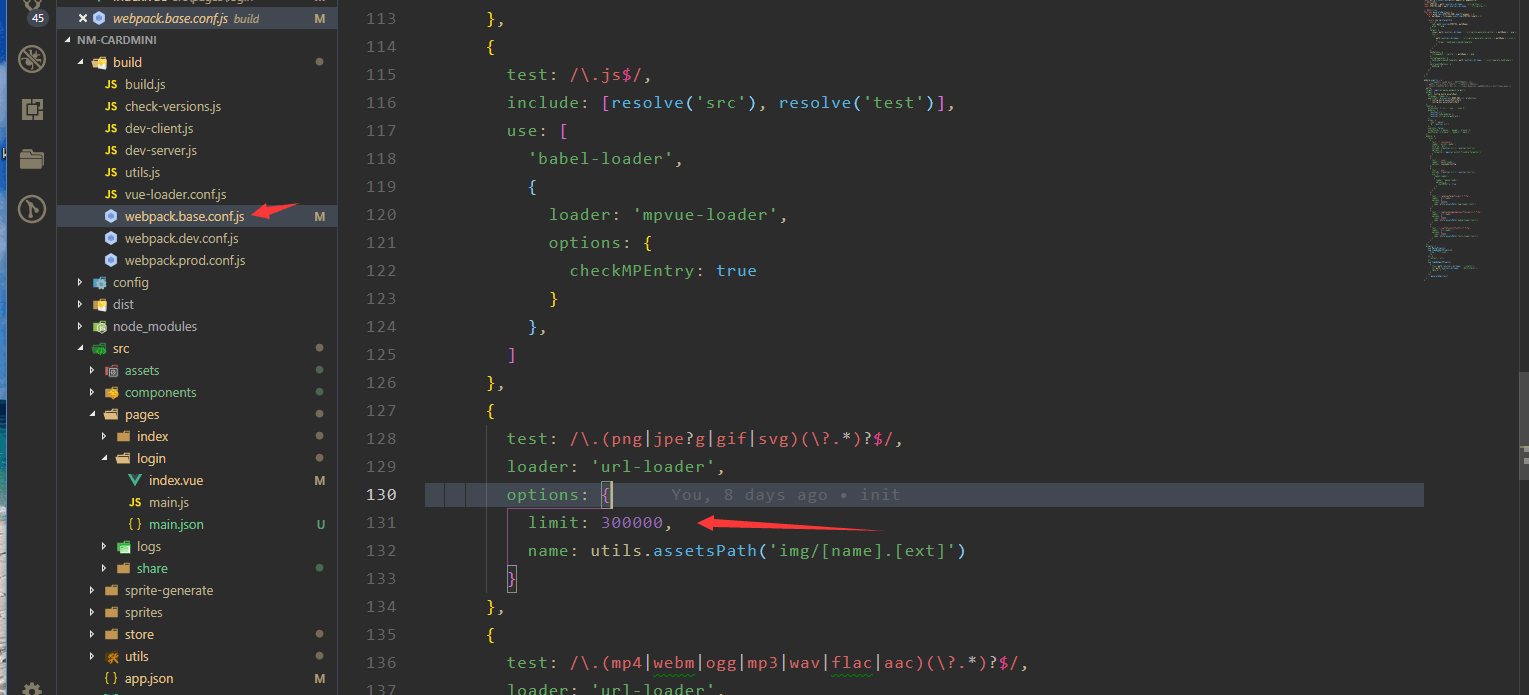 45
webpack.base.conf.js build M
NM-CARDMINI
build
JS build.js
JS check-versions.js
JS dev-client.js
JS dev-server.js
JS utils.js
JS vue-loader.conf.js
webpack.base.conf.js M
webpack.dev.conf.js
webpack.prod.conf.js
config
dist
node_modules
src
assets
components
pages
index
login
index.vue M
JS main.js
{ } main.json U
logs
share
sprite-generate
sprites
store
utils
{ } app.json M
113 },
114 {
115 test: /\.js$/,
116 include: [resolve('src'), resolve('test')],
117 use: [
118 'babel-loader',
119 {
120 loader: 'mpvue-loader',
121 options: {
122 checkMPEntry: true
123 }
124 },
125 ]
126 },
127 {
128 test: /\.(png|jpe?g|gif|svg)(\?.*)?$/,
129 loader: 'url-loader',
130 options: { You, 8 days ago • init
131 limit: 300000,
132 name: utils.assetsPath('img/[name].[ext]')
133 }
134 },
135 {
136 test: /\.(mp4|webm|ogg|mp3|wav|flac|aac)(\?.*)?$/,
137 loader: 'url-loader',